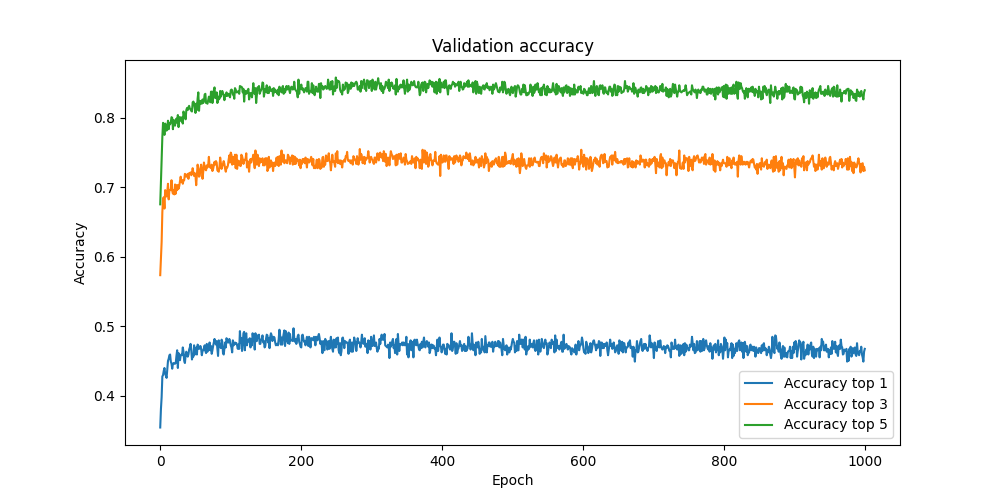 Validation accuracy
Accuracy
0.8
0.7
0.6
0.5
0.4
0
200
400
600
800
1000
Epoch
Accuracy top 1
Accuracy top 3
Accuracy top 5